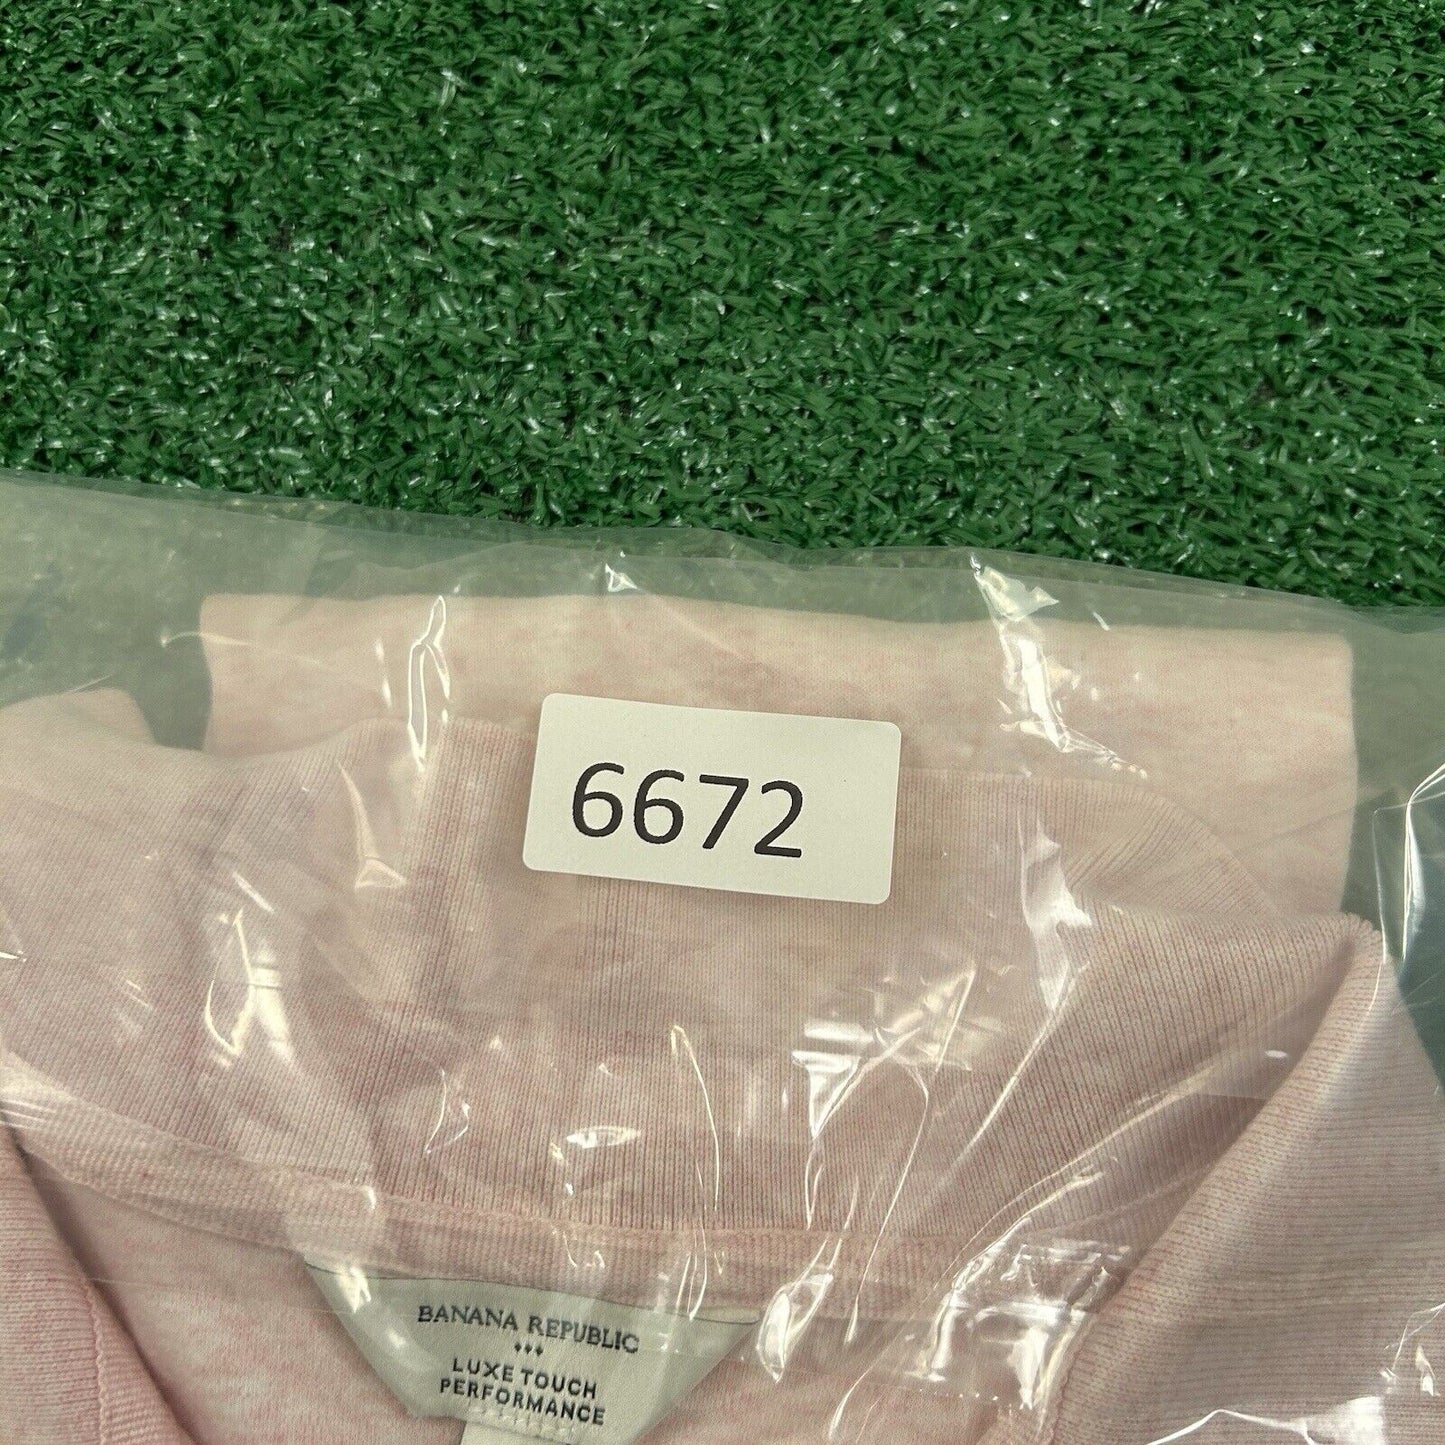 6672
BANANA REPUBLIC
LUXE TOUCH
PERFORMANCE